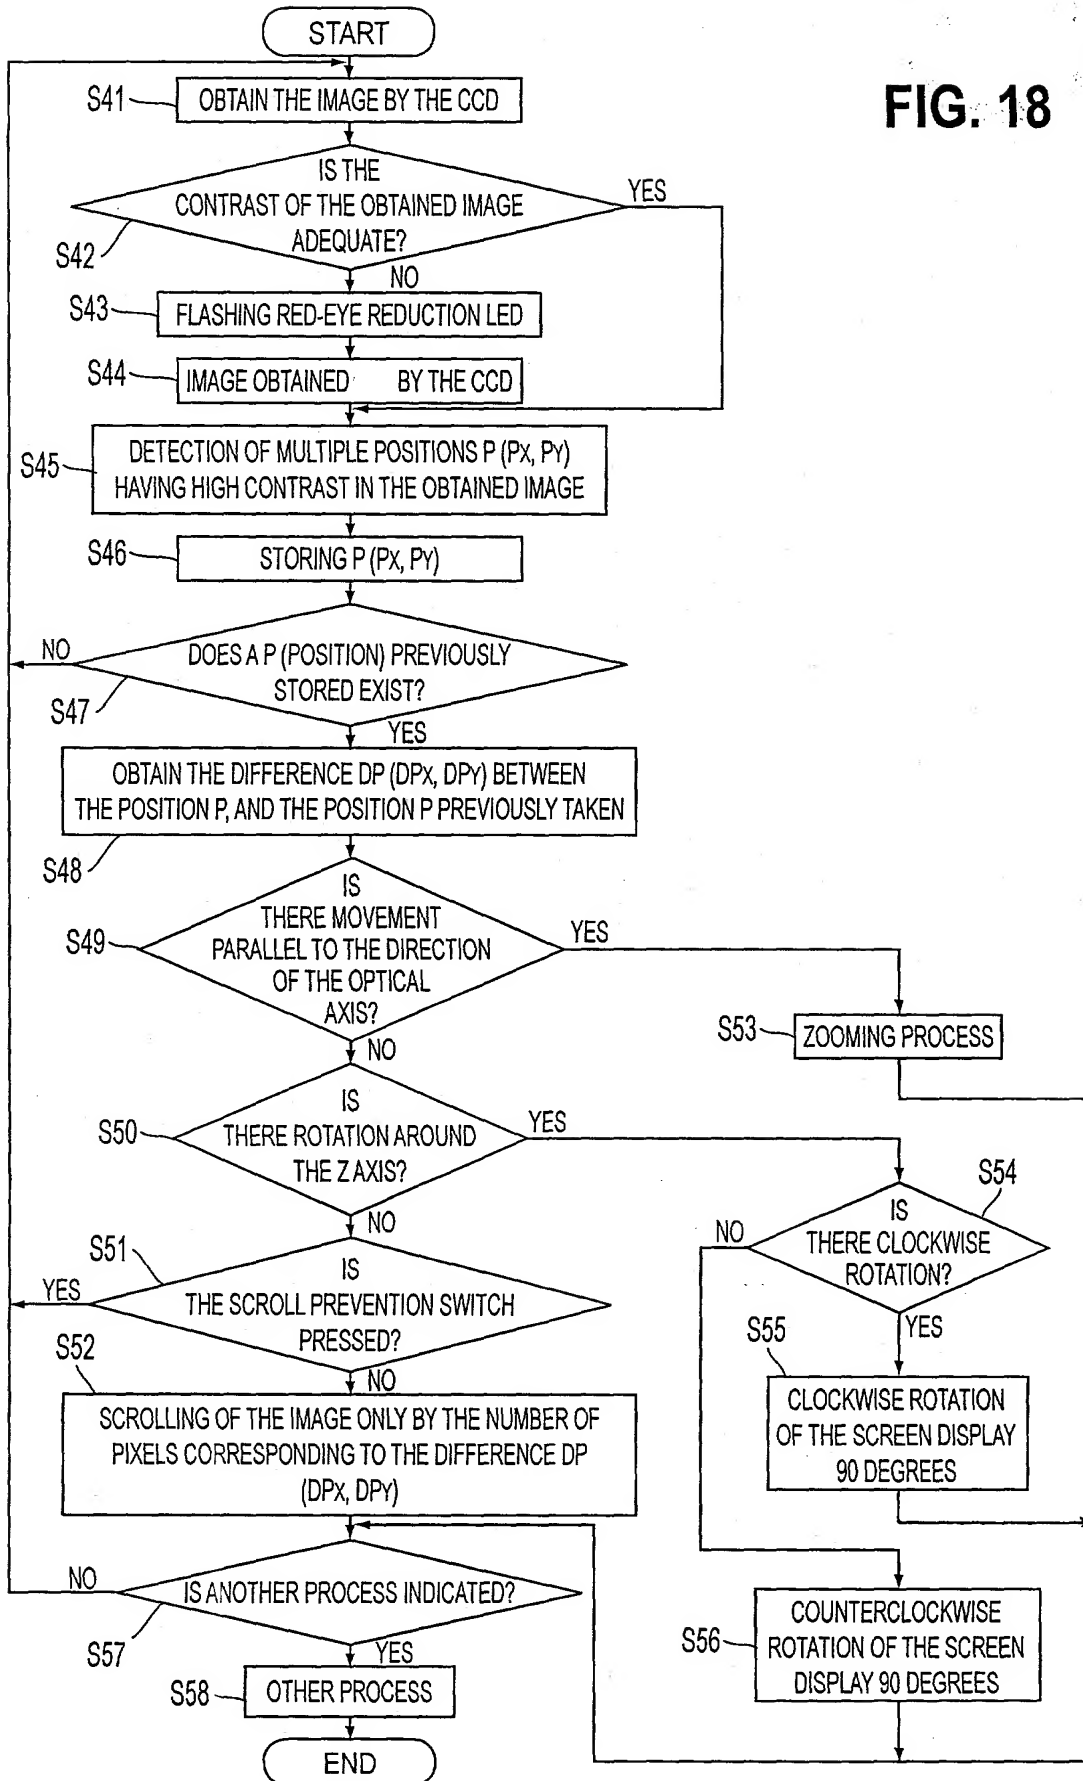 START
FIG. 18
S41
OBTAIN THE IMAGE BY THE CCD
IS THE
CONTRAST OF THE OBTAINED IMAGE
ADEQUATE?
YES
S42
NO
S43
FLASHING RED-EYE REDUCTION LED
S44
IMAGE OBTAINED BY THE CCD
S45
DETECTION OF MULTIPLE POSITIONS P (PX, PY)
HAVING HIGH CONTRAST IN THE OBTAINED IMAGE
S46
STORING P (PX, PY)
NO
DOES A P (POSITION) PREVIOUSLY
STORED EXIST?
S47
YES
OBTAIN THE DIFFERENCE DP (DPX, DPY) BETWEEN
THE POSITION P, AND THE POSITION P PREVIOUSLY TAKEN
S48
IS
THERE MOVEMENT
PARALLEL TO THE DIRECTION
OF THE OPTICAL
AXIS?
S49
YES
S53
ZOOMING PROCESS
NO
S50
IS
THERE ROTATION AROUND
THE Z AXIS?
YES
S54
NO
IS
THERE CLOCKWISE
ROTATION?
NO
YES
S51
YES
IS
THE SCROLL PREVENTION SWITCH
PRESSED?
NO
S55
CLOCKWISE ROTATION
OF THE SCREEN DISPLAY
90 DEGREES
S52
SCROLLING OF THE IMAGE ONLY BY THE NUMBER OF
PIXELS CORRESPONDING TO THE DIFFERENCE DP
(DPX, DPY)
NO
IS ANOTHER PROCESS INDICATED?
S57
YES
S56
COUNTERCLOCKWISE
ROTATION OF THE SCREEN
DISPLAY 90 DEGREES
S58
OTHER PROCESS
END